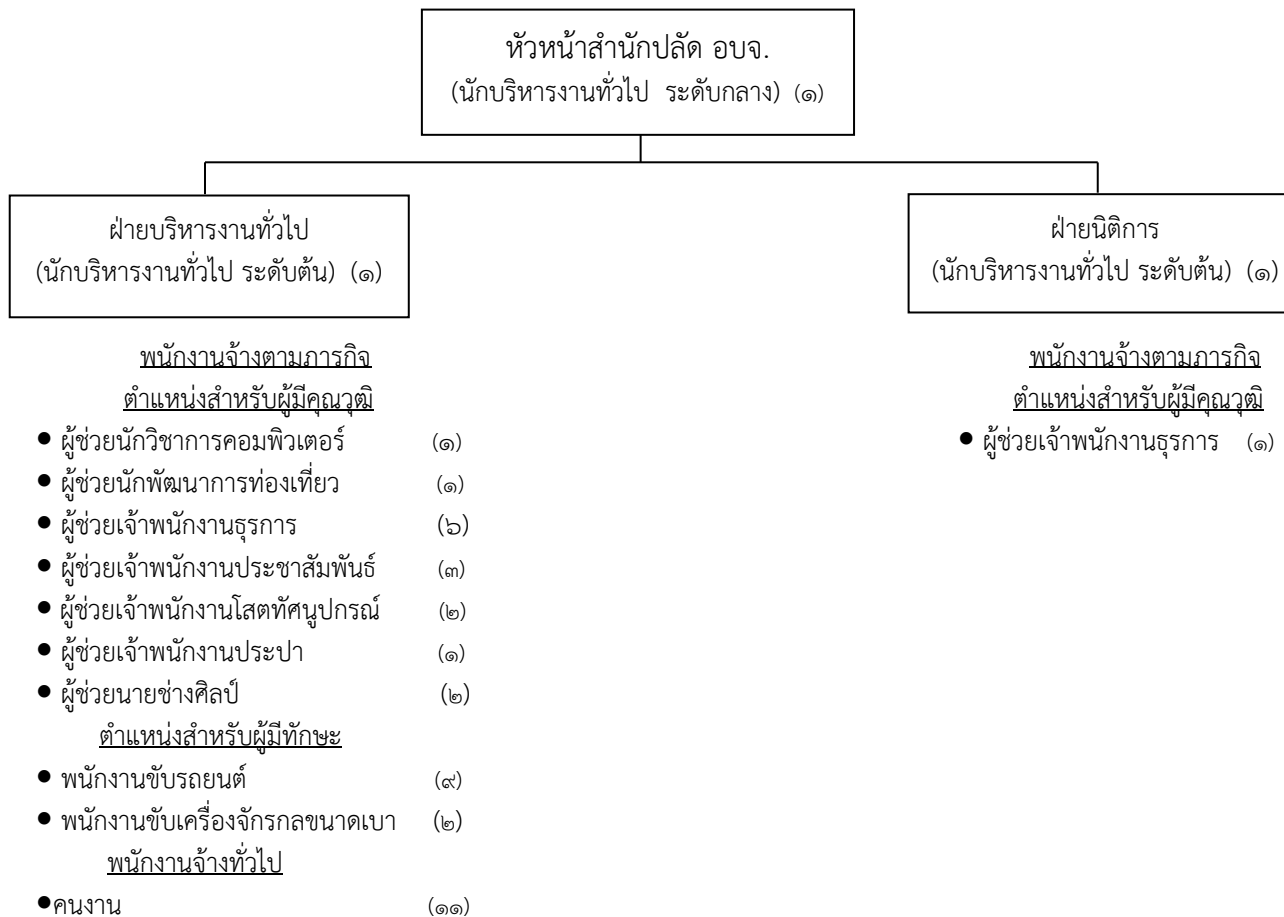 หัวหน้าสำนักปลัด อบจ.
(นักบริหารงานทั่วไป ระดับกลาง) (๑)
ฝ่ายบริหารงานทั่วไป
(นักบริหารงานทั่วไป ระดับต้น) (๑)
พนักงานจ้างตามภารกิจ
ตำแหน่งสำหรับผู้มีคุณวุฒิ
● ผู้ช่วยนักวิชาการคอมพิวเตอร์ (๑)
● ผู้ช่วยนักพัฒนาการท่องเที่ยว (๑)
● ผู้ช่วยเจ้าพนักงานธุรการ (๖)
● ผู้ช่วยเจ้าพนักงานประชาสัมพันธ์ (๓)
● ผู้ช่วยเจ้าพนักงานโสตทัศนูปกรณ์ (๒)
● ผู้ช่วยเจ้าพนักงานประปา (๑)
● ผู้ช่วยนายช่างศิลป์ (๒)
ตำแหน่งสำหรับผู้มีทักษะ
● พนักงานขับรถยนต์ (๙)
● พนักงานขับเครื่องจักรกลขนาดเบา (๒)
พนักงานจ้างทั่วไป
●คนงาน (๑๑)
ฝ่ายนิติการ
(นักบริหารงานทั่วไป ระดับต้น) (๑)
พนักงานจ้างตามภารกิจ
ตำแหน่งสำหรับผู้มีคุณวุฒิ
● ผู้ช่วยเจ้าพนักงานธุรการ (๑)